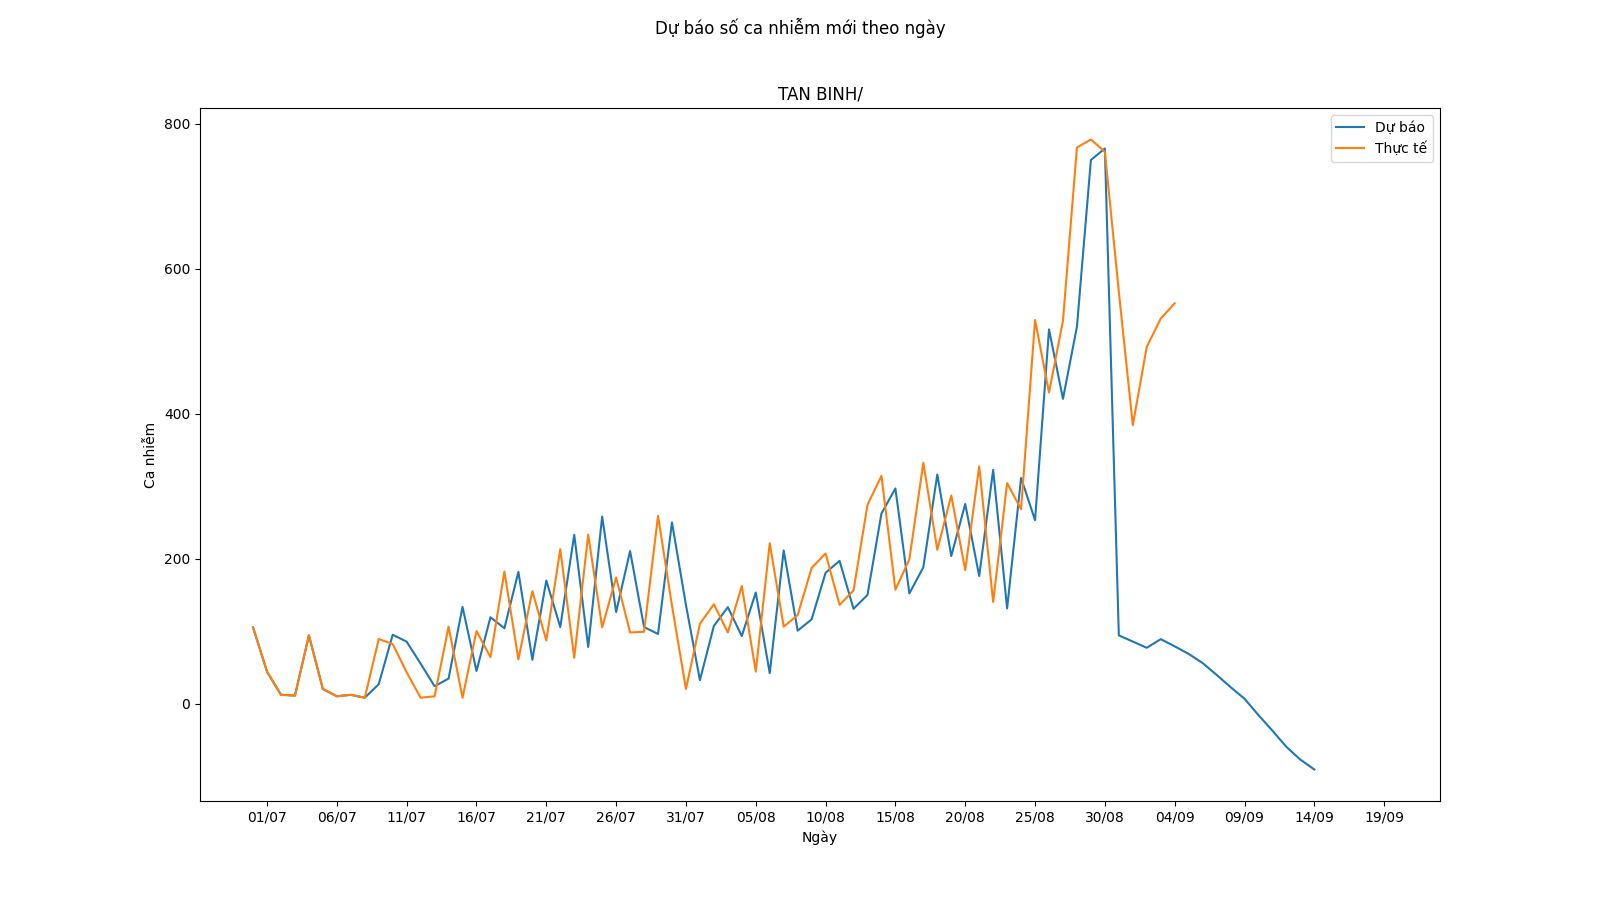 Dự báo số ca nhiễm mới theo ngày
TAN BINH/
Dự báo
Thực tế
800
600
400
200
0
Ca nhiễm
01/07 06/07 11/07 16/07 21/07 26/07 31/07 05/08 10/08 15/08 20/08 25/08 30/08 04/09 09/09 14/09 19/09
Ngày